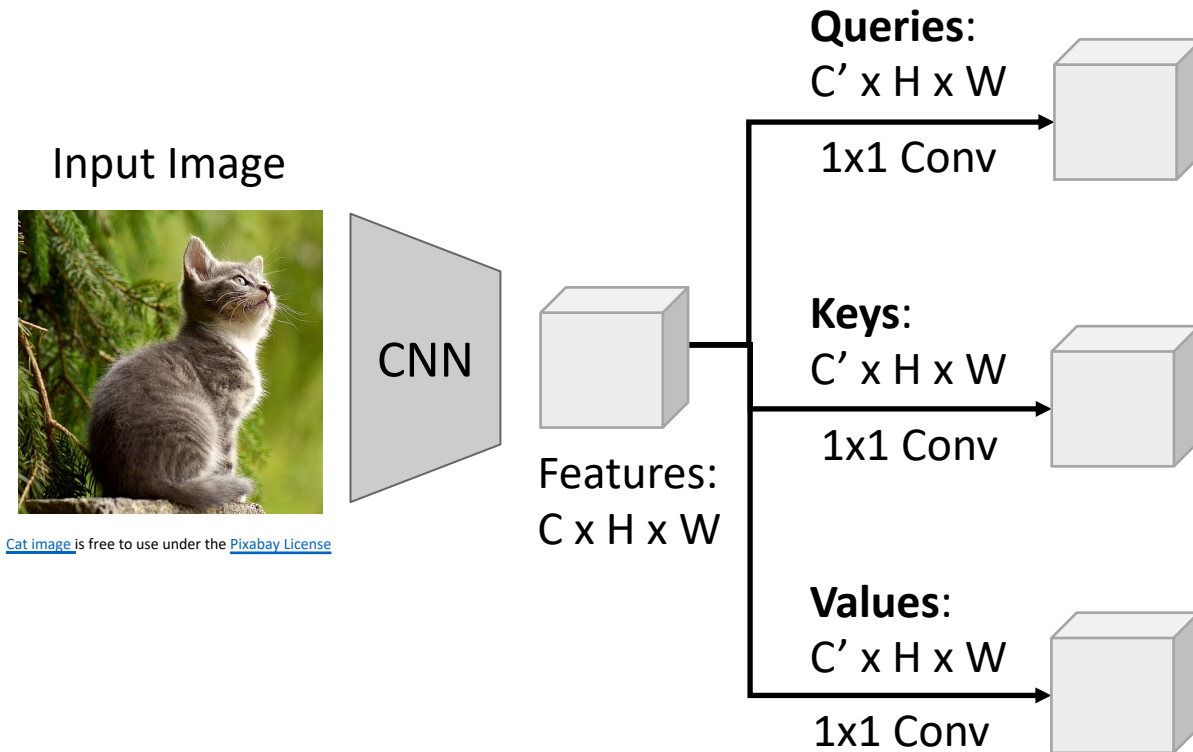 Input Image
Cat image is free to use under the Pixabay License
CNN
Features:
C x H x W
Queries:
C’ x H x W
1x1 Conv
Keys:
C’ x H x W
1x1 Conv
Values:
C’ x H x W
1x1 Conv